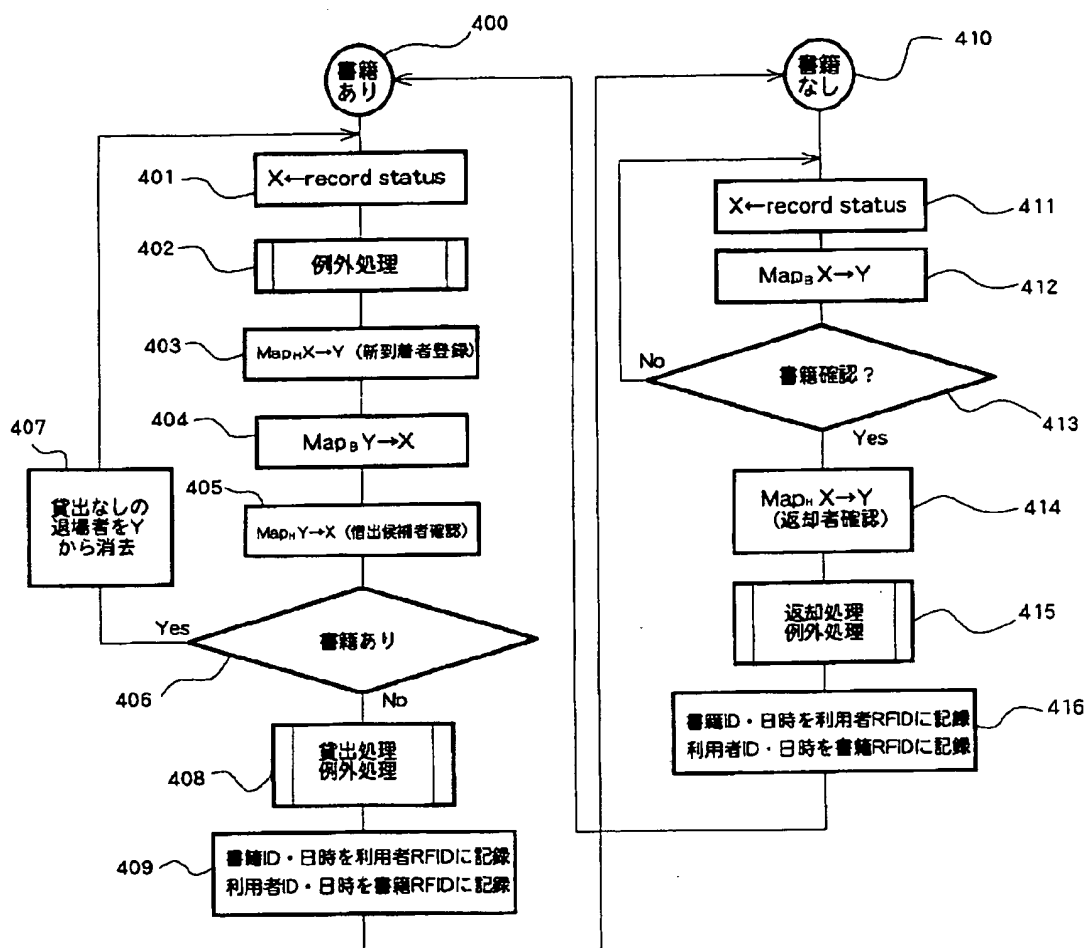 400
書籍
あり
401
X←record status
402
例外処理
403
MapH X→Y (新到着者登録)
404
MapB Y→X
405
MapH Y→X (借出候補者確認)
書籍あり
406
Yes
No
407
貸出なしの
退場者をY
から消去
408
貸出処理
例外処理
409
書籍ID・日時を利用者RFIDに記録
利用者ID・日時を書籍RFIDに記録
410
書籍
なし
X←record status
411
MapB X→Y
412
書籍確認？
413
No
Yes
MapH X→Y
(返却者確認)
414
返却処理
例外処理
415
書籍ID・日時を利用者RFIDに記録
利用者ID・日時を書籍RFIDに記録
416